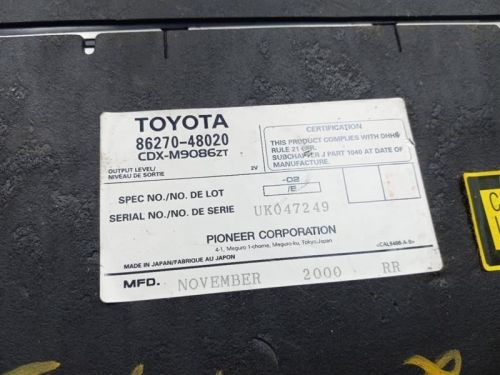 TOYOTA
86270-48020
CDX-M9086ZT
OUTPUT LEVEL/
NIVEAU DE SORTIE 2V
CERTIFICATION
THIS PRODUCT COMPLIES WITH DHHS
RULE 21 CFR.
SUBCHAPTER J PART 1040 AT DATE OF
MANUFACTURE.
SPEC NO./NO. DE LOT
-02
/E
SERIAL NO./NO. DE SERIE UK047249
PIONEER CORPORATION
4-1, Meguro 1-chome, Meguro-ku, Tokyo,Japan
MADE IN JAPAN/FABRIQUE AU JAPON
<CAL5486-A-B>
MFD. NOVEMBER 2000 RR
C